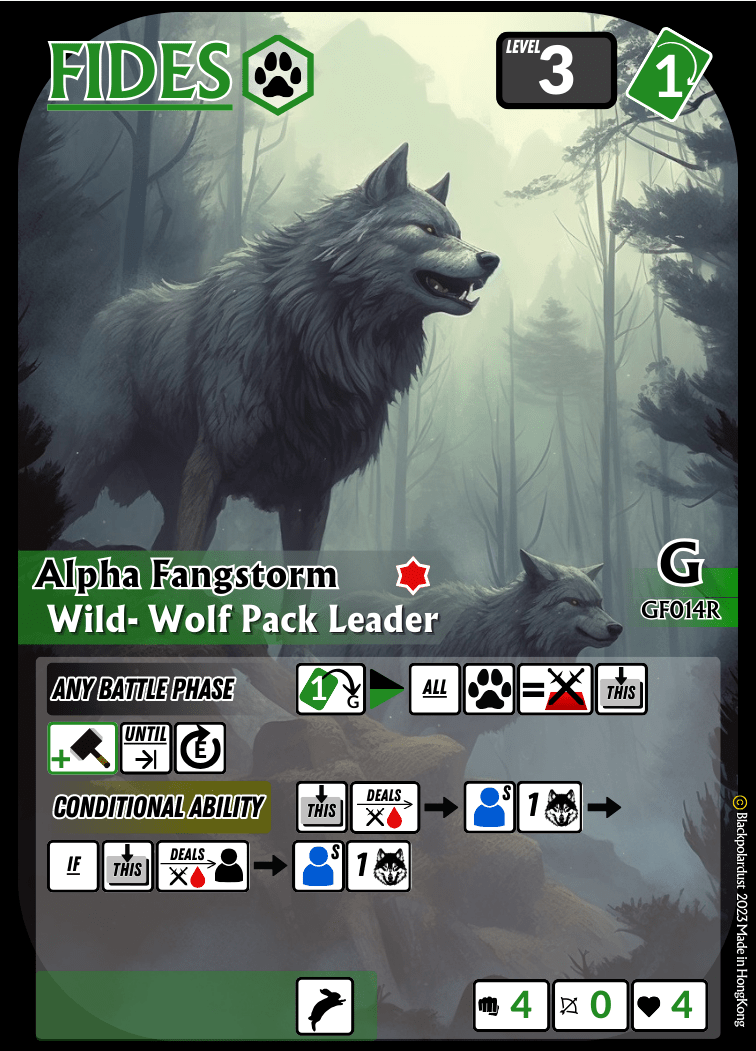 FIDES
LEVEL 3
1
Alpha Fangstorm
Wild- Wolf Pack Leader
G
GF014R
ANY BATTLE PHASE 1 G ALL = THIS
+ UNTIL E
CONDITIONAL ABILITY THIS DEALS S 1
IF THIS DEALS S 1
4 0 4
© Blackpolardust 2023 Made in HongKong